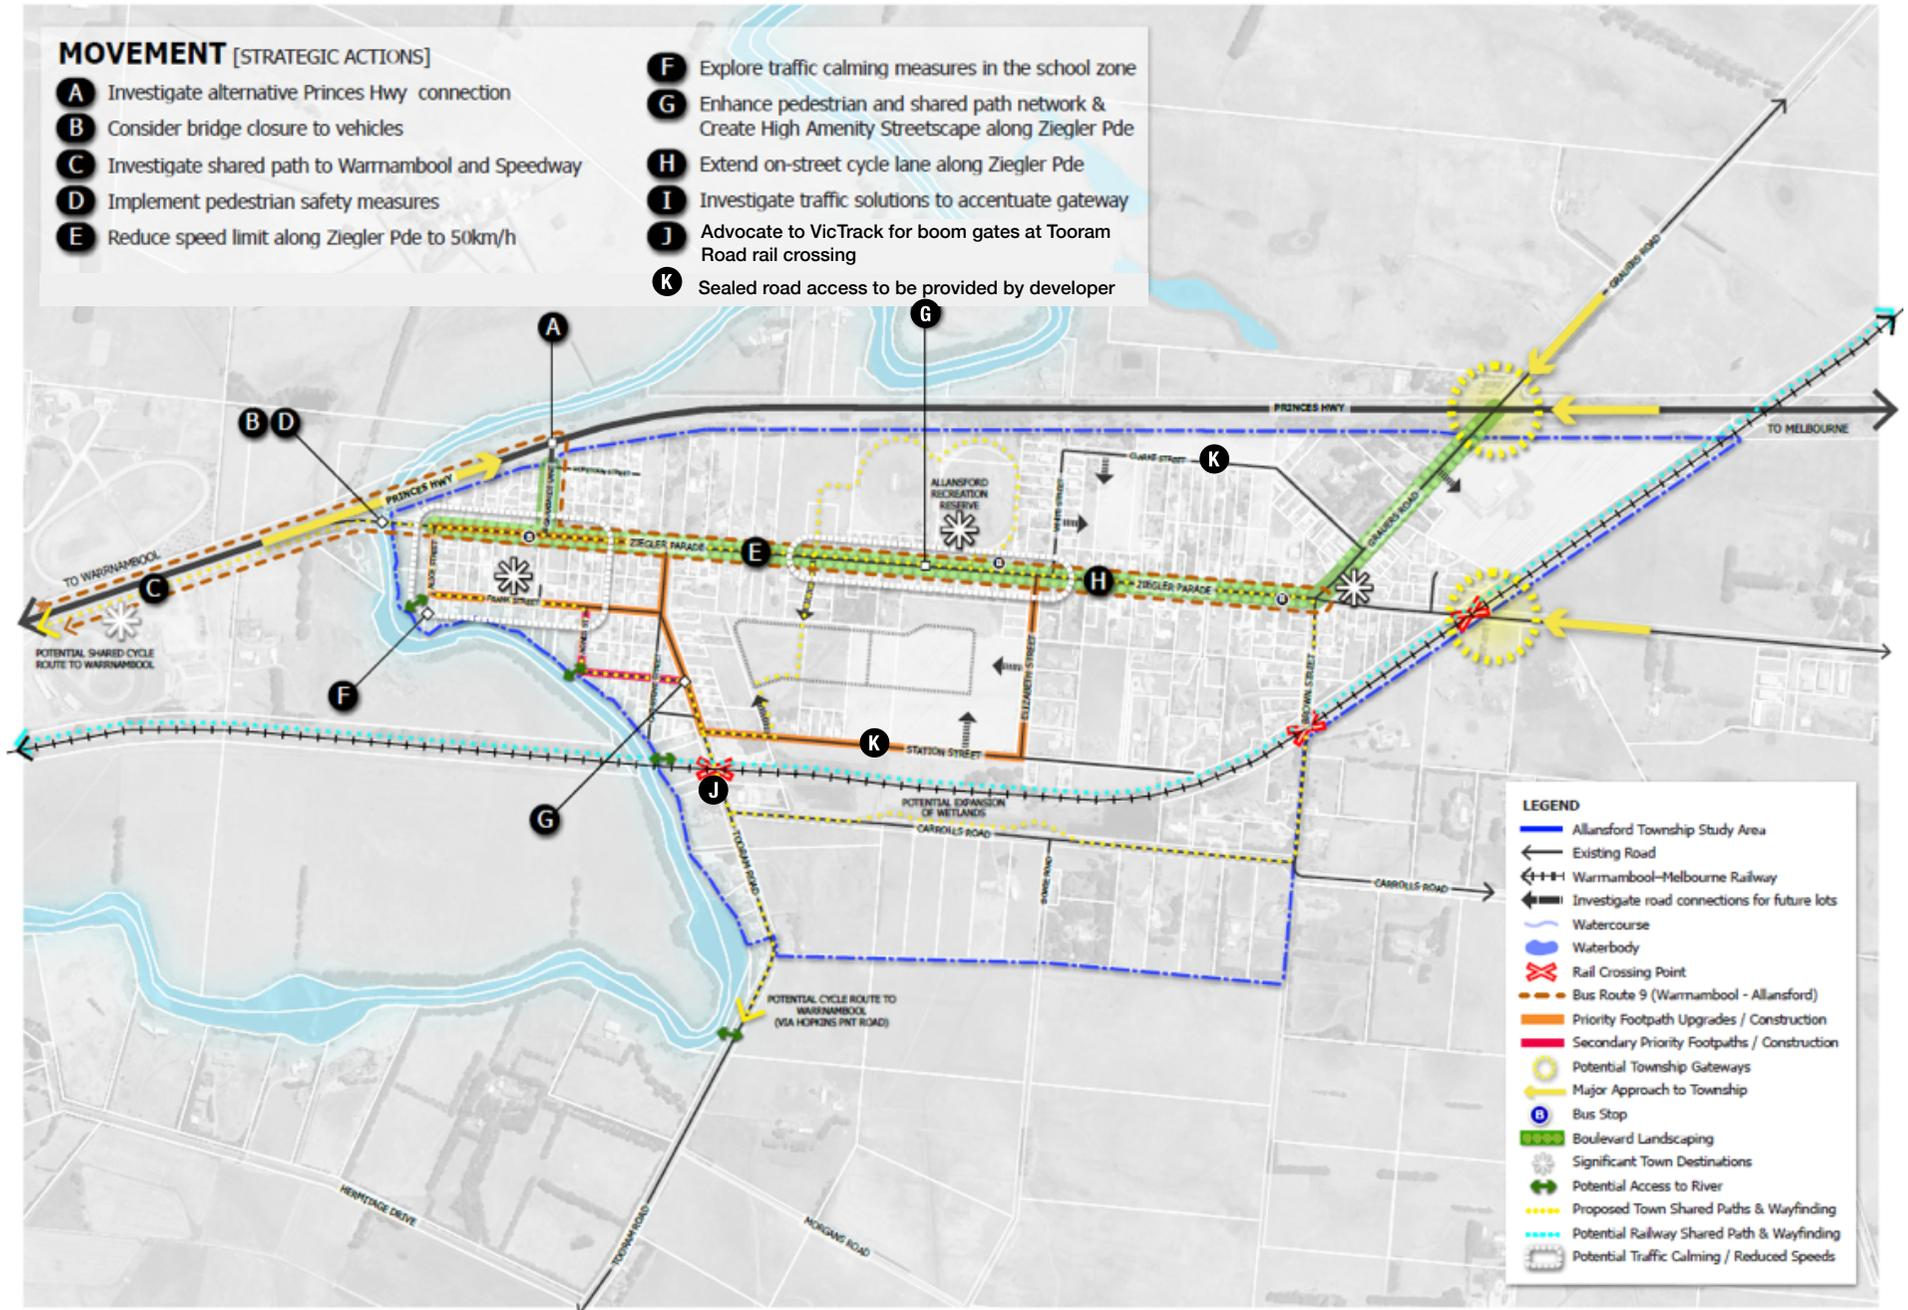 MOVEMENT [STRATEGIC ACTIONS]
A Investigate alternative Princes Hwy connection
B Consider bridge closure to vehicles
C Investigate shared path to Warrnambool and Speedway
D Implement pedestrian safety measures
E Reduce speed limit along Ziegler Pde to 50km/h
F Explore traffic calming measures in the school zone
G Enhance pedestrian and shared path network &
Create High Amenity Streetscape along Ziegler Pde
H Extend on-street cycle lane along Ziegler Pde
I Investigate traffic solutions to accentuate gateway
J Advocate to VicTrack for boom gates at Tooram
Road rail crossing
K Sealed road access to be provided by developer
G
A
GRAUERS ROAD
PRINCES HWY
TO MELBOURNE
B D
CLARKE STREET
K
PRINCES HWY
ALLANSFORD
RECREATION
RESERVE
GRAUERS ROAD
B
ZIEGLER PARADE
E
B
H
ZIEGLER PARADE
B
TO WARRNAMBOOL
C
FRANK STREET
POTENTIAL SHARED CYCLE
ROUTE TO WARRNAMBOOL
F
ELIZABETH STREET
BROWN STREET
K
STATION STREET
J
G
POTENTIAL EXPANSION
OF WETLANDS
CARROLLS ROAD
TOORAM ROAD
CARROLLS ROAD
POTENTIAL CYCLE ROUTE TO
WARRNAMBOOL
(VIA HOPKINS PNT ROAD)
HERMITAGE DRIVE
TOORAM ROAD
MORGANS ROAD
LEGEND
Allansford Township Study Area
Existing Road
Warrnambool–Melbourne Railway
Investigate road connections for future lots
Watercourse
Waterbody
Rail Crossing Point
Bus Route 9 (Warrnambool - Allansford)
Priority Footpath Upgrades / Construction
Secondary Priority Footpaths / Construction
Potential Township Gateways
Major Approach to Township
B Bus Stop
Boulevard Landscaping
Significant Town Destinations
Potential Access to River
Proposed Town Shared Paths & Wayfinding
Potential Railway Shared Path & Wayfinding
Potential Traffic Calming / Reduced Speeds